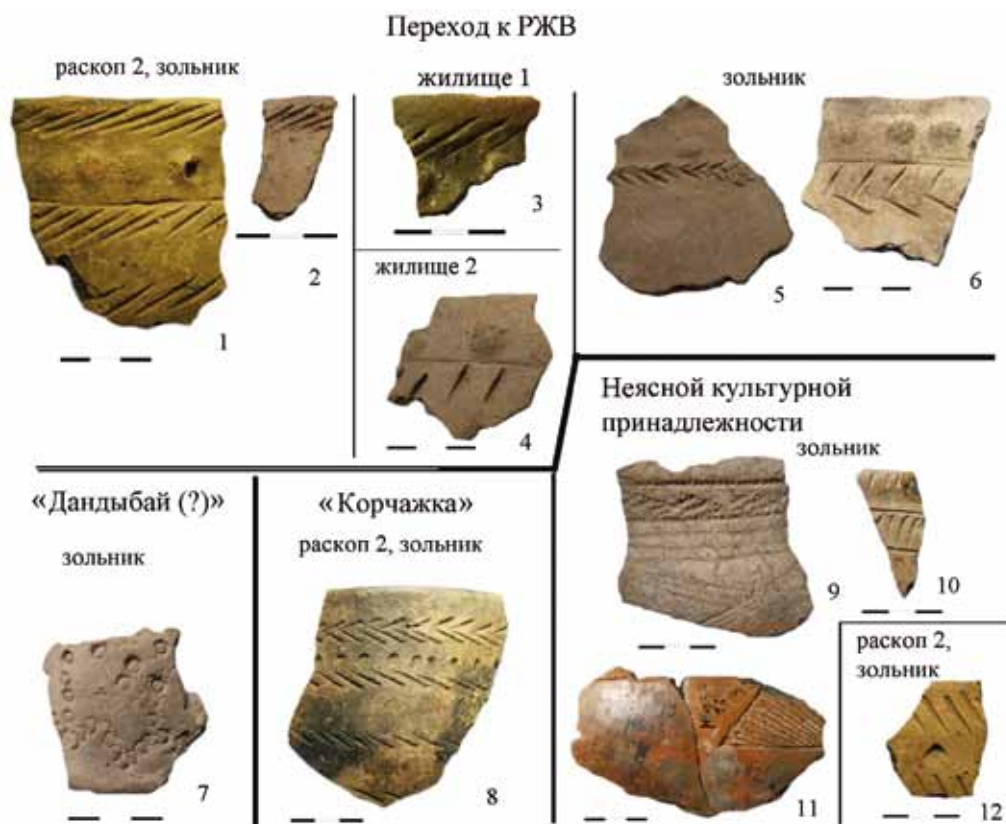 Переход к РЖВ
раскоп 2, зольник
1
2
жилище 1
3
жилище 2
4
зольник
5
6
«Дандыбай (?)»
зольник
7
«Корчажка»
раскоп 2, зольник
8
Неясной культурной
принадлежности
зольник
9
10
11
раскоп 2,
зольник
12